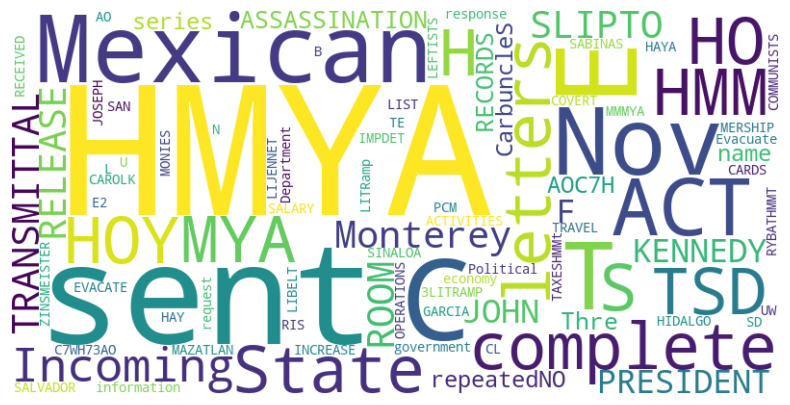 AO
series
ASSASSINATION
response
SLIPTO
HO
RECEIVED
Mexican
B
LEFTISTS
H
RECORDS
SABINAS
HAYA
E
HMM
COMMUNISTS
TRANSMITTAL
RELEASE
JOSEPH
SAN
HMYA
LIST
TE
IMPDET
Carbuncles
letters
COVERT
MMMYA
Nov
MERSHIP
Evacuate
name
CARDS
N
U
L
CAROLK
E2
MONIES
LIJENNET
Department
LITRamp
SALARY
PCM
ACTIVITIES
AOC7H
F
TRAVEL
ACT
RYBATHMMT
HOY
MYA
Monterey
ZINSMEISTER
sent
C
ROOM
SINALOA
OPERATIONS
Political
economy
3LITRAMP
GARCIA
JOHN
TAXESHMMt
Ts
KENNEDY
TSD
Thre
HIDALGO
SD
UW
EVACUATE
HAY
request
LIBELT
RIS
C7WH73AO
MAZATLAN
INCREASE
government
CL
complete
Incoming
State
SALVADOR
information
repeatedNO
PRESIDENT